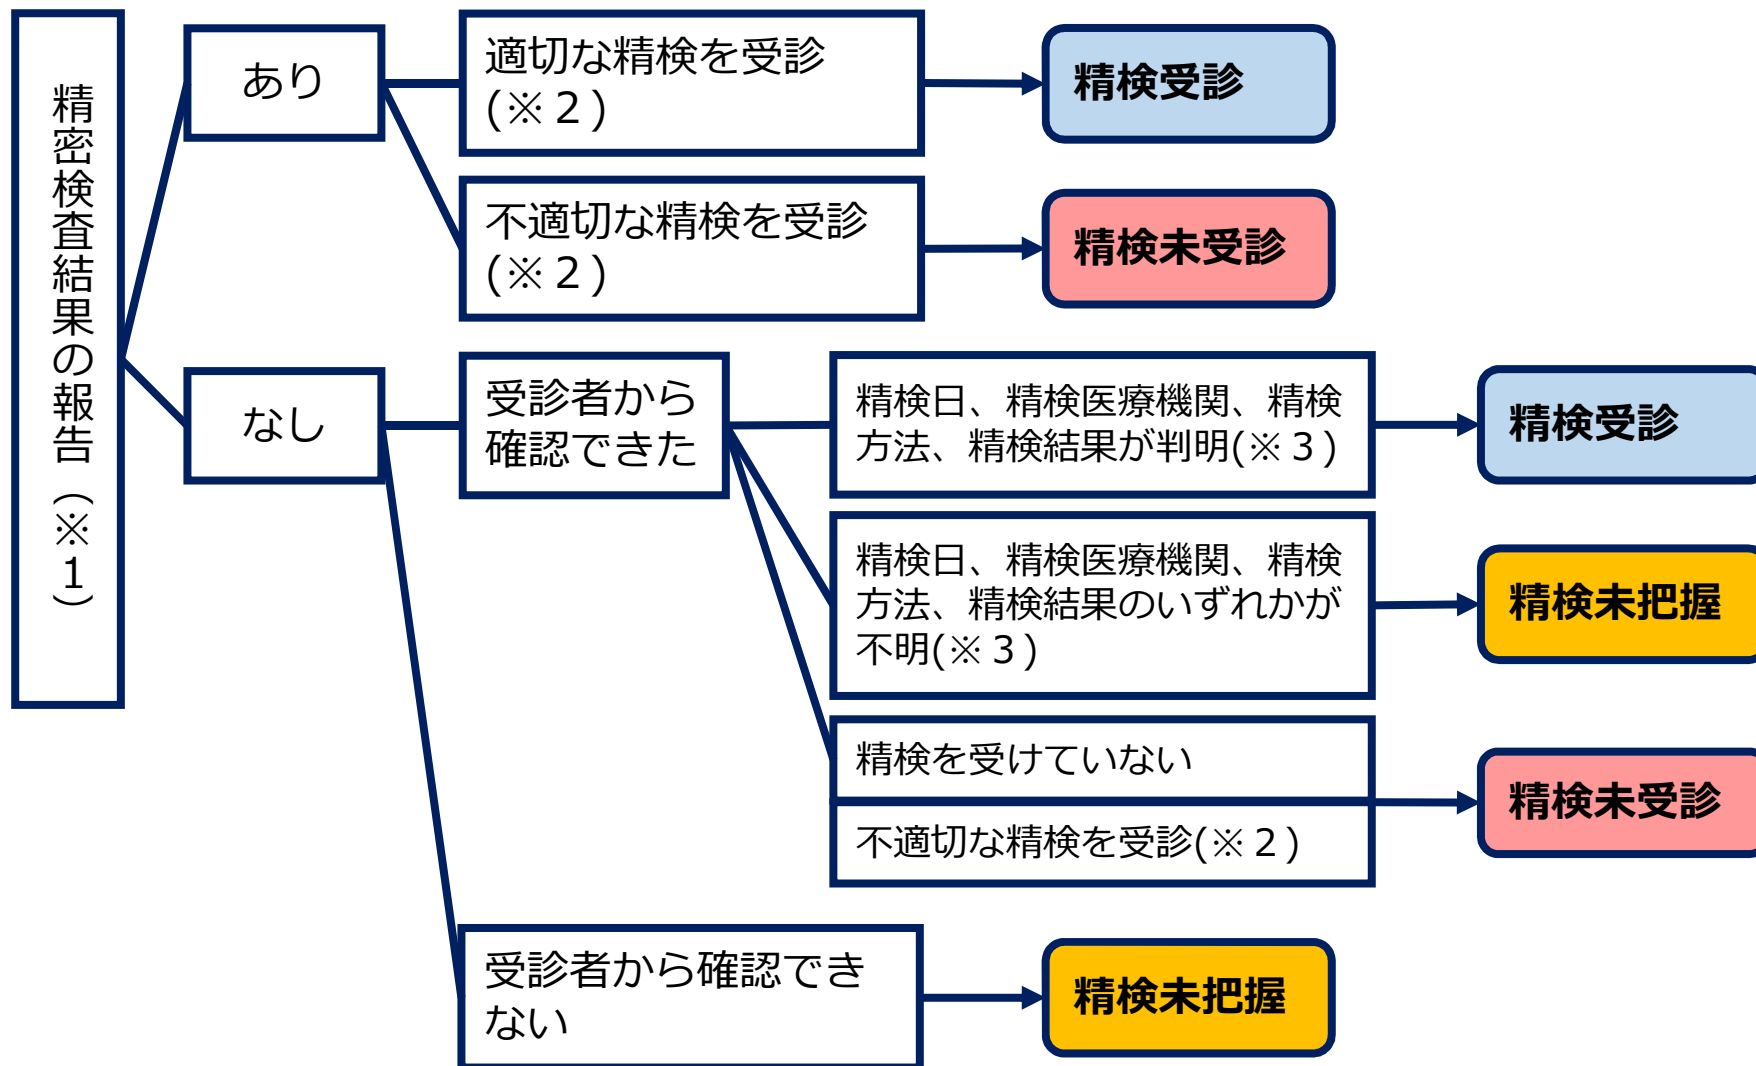 精密検査結果の報告（※１）
あり
適切な精検を受診
(※２)
精検受診
不適切な精検を受診
(※２)
精検未受診
なし
受診者から
確認できた
精検日、精検医療機関、精検
方法、精検結果が判明(※３)
精検受診
精検日、精検医療機関、精検
方法、精検結果のいずれかが
不明(※３)
精検未把握
精検を受けていない
不適切な精検を受診(※２)
精検未受診
受診者から確認でき
ない
精検未把握